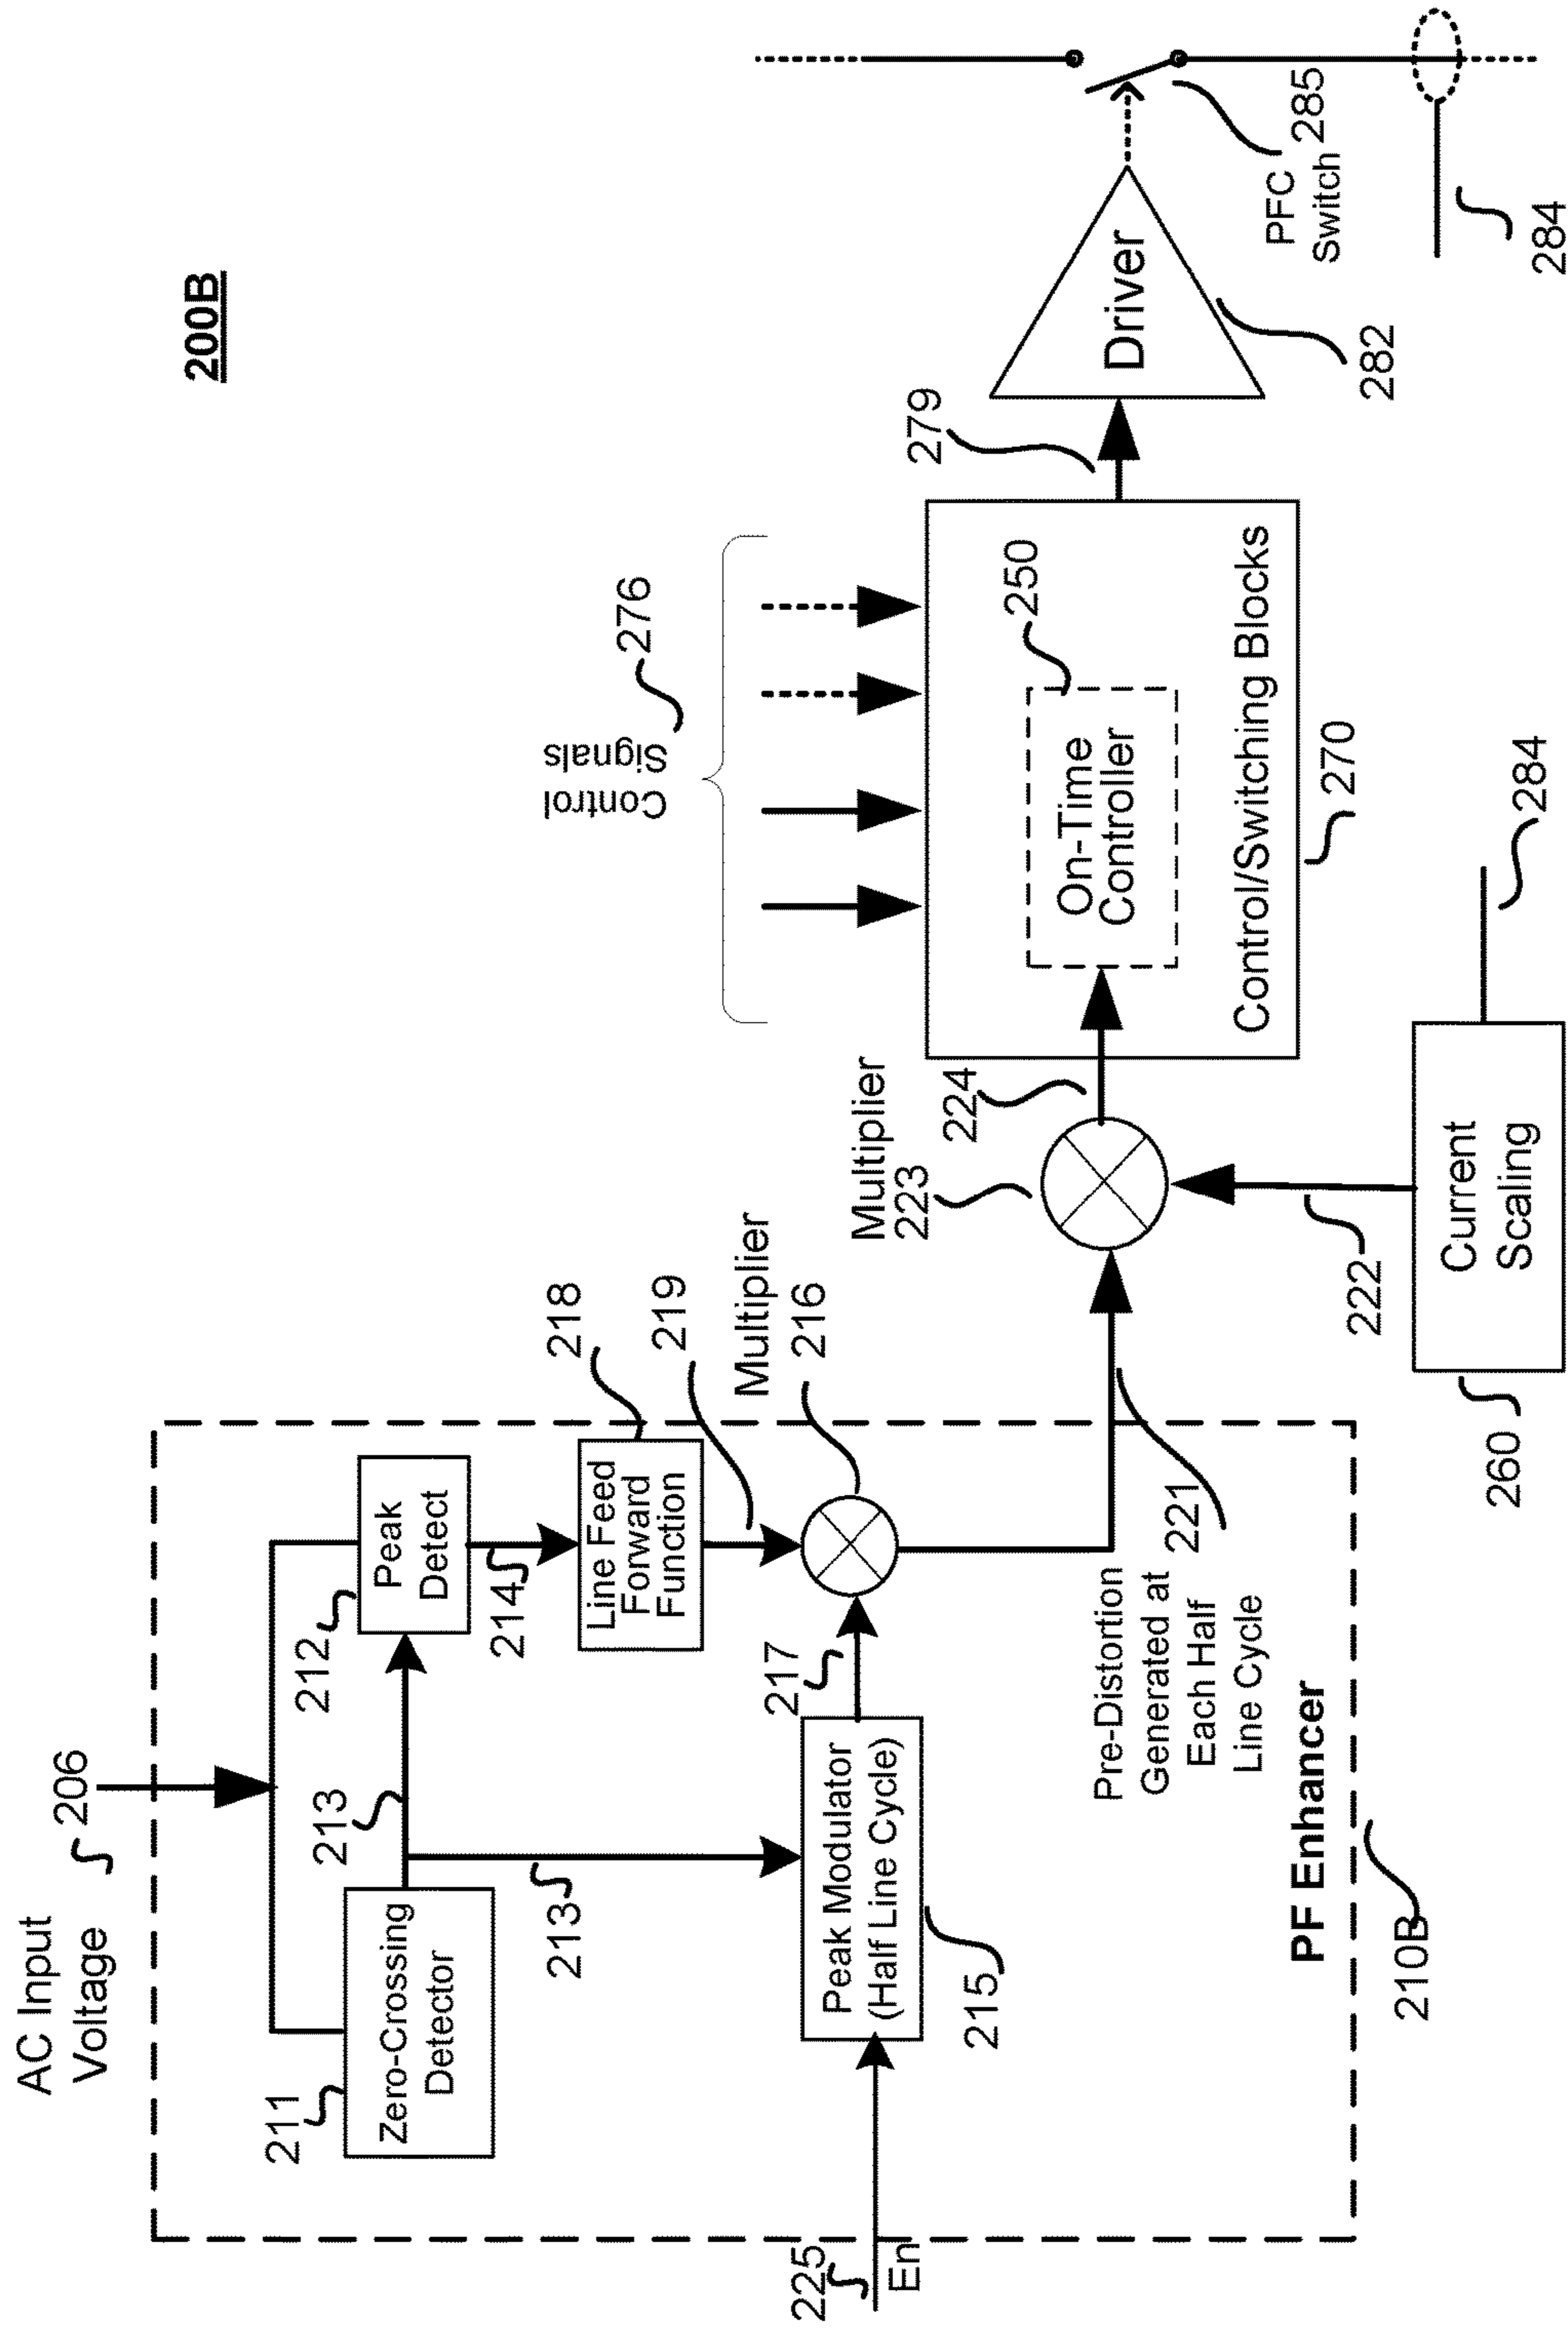 200B
AC Input
Voltage
206
211
Zero-Crossing
Detector
213
213
212
Peak
Detect
214
Line Feed
Forward
Function
218
219
Multiplier
216
217
Peak Modulator
(Half Line Cycle)
215
225
En
Pre-Distortion
Generated at
Each Half
Line Cycle
221
PF Enhancer
210B
Multiplier
223
224
222
Current
Scaling
260
284
Control
Signals
276
On-Time
Controller
250
Control/Switching Blocks
270
279
Driver
282
PFC
Switch
285
284